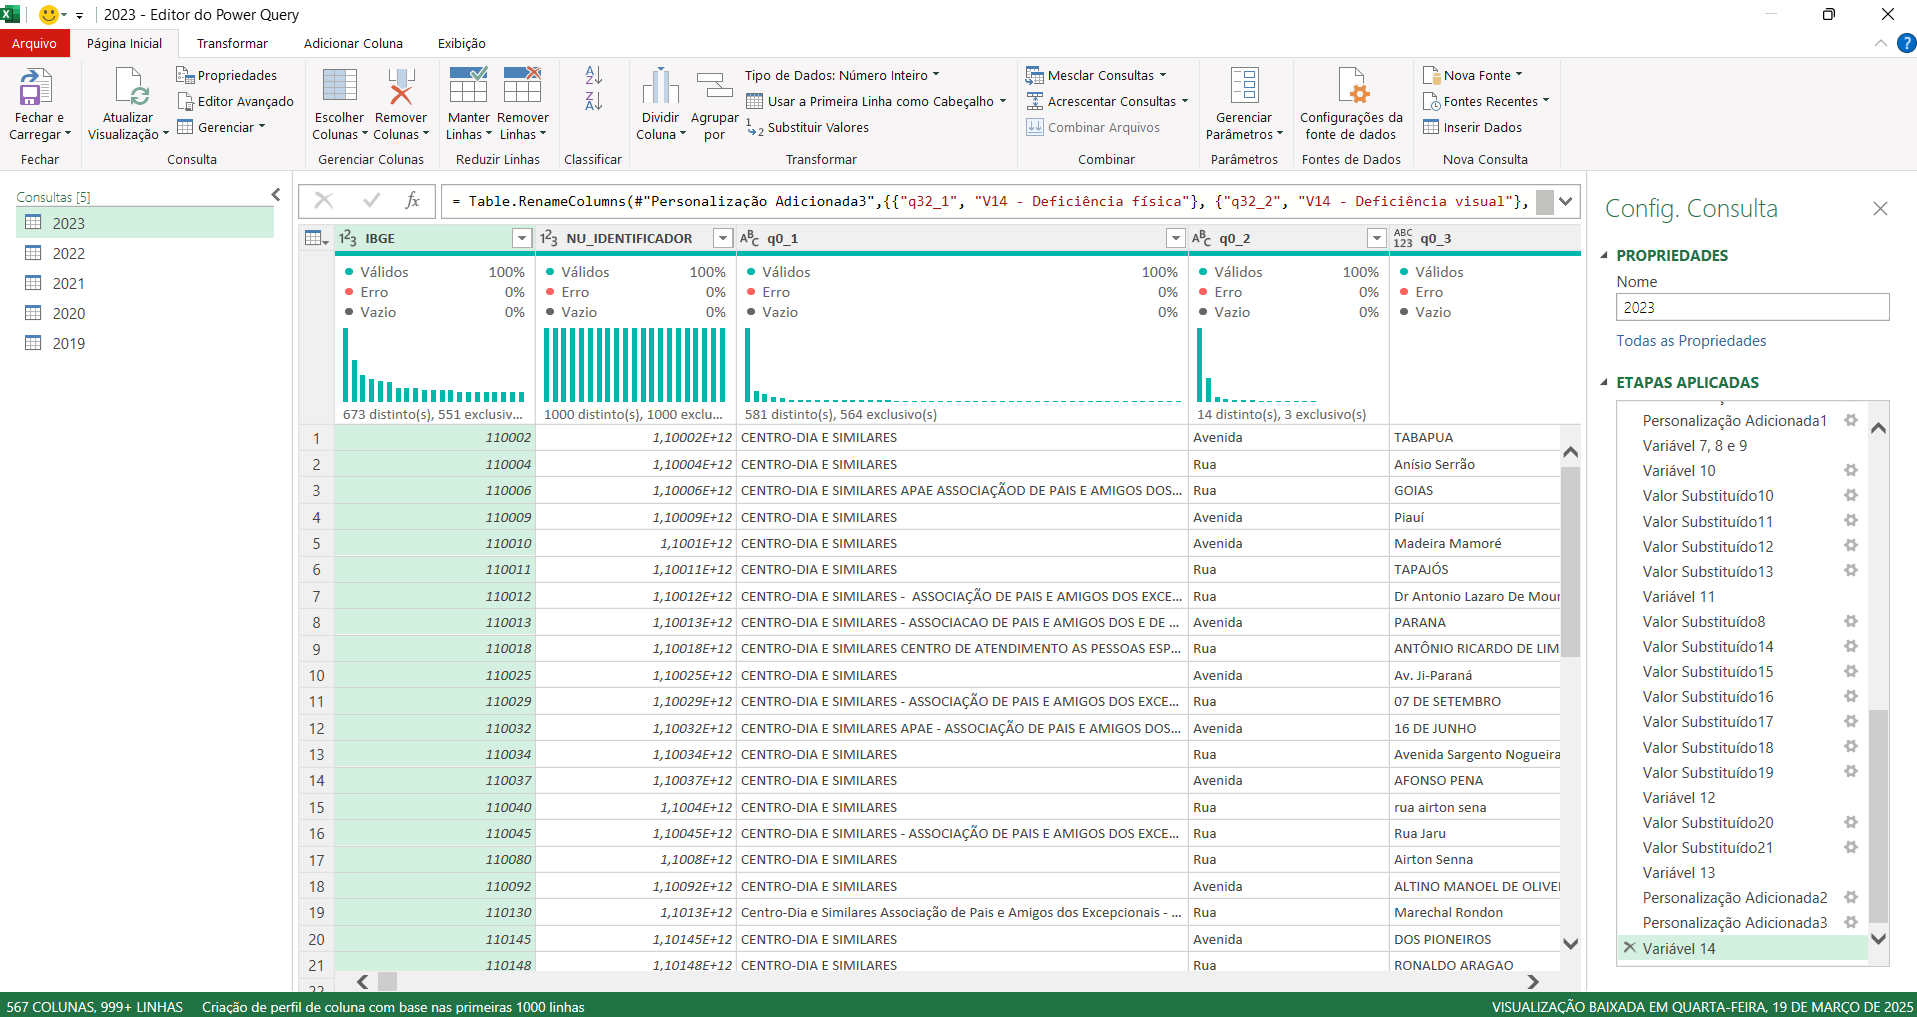 2023 - Editor do Power Query
Arquivo
Página Inicial
Transformar
Adicionar Coluna
Exibição
?
Fechar e Carregar
Fechar
Atualizar Visualização
Propriedades
Editor Avançado
Gerenciar
Consulta
Escolher Colunas
Remover Colunas
Gerenciar Colunas
Manter Linhas
Remover Linhas
Reduzir Linhas
A Z
Z A
Classificar
Dividir Coluna
Agrupar por
Tipo de Dados: Número Inteiro
Usar a Primeira Linha como Cabeçalho
1 2 Substituir Valores
Transformar
Mesclar Consultas
Acrescentar Consultas
Combinar Arquivos
Combinar
Gerenciar Parâmetros
Parâmetros
Configurações da fonte de dados
Fontes de Dados
Nova Fonte
Fontes Recentes
Inserir Dados
Nova Consulta
Consultas [5]
2023
2022
2021
2020
2019
fx
= Table.RenameColumns(#"Personalização Adicionada3",{{"q32_1", "V14 - Deficiência física"}, {"q32_2", "V14 - Deficiência visual"},
123 IBGE
123 NU_IDENTIFICADOR
ABC q0_1
ABC q0_2
ABC 123 q0_3
Válidos 100% Válidos 100% Válidos 100% Válidos 100% Válidos
Erro 0% Erro 0% Erro 0% Erro 0% Erro
Vazio 0% Vazio 0% Vazio 0% Vazio 0% Vazio
673 distinto(s), 551 exclusiv... 1000 distinto(s), 1000 exclu... 581 distinto(s), 564 exclusivo(s) 14 distinto(s), 3 exclusivo(s)
1 110002 1,10002E+12 CENTRO-DIA E SIMILARES Avenida TABAPUA
2 110004 1,10004E+12 CENTRO-DIA E SIMILARES Rua Anísio Serrão
3 110006 1,10006E+12 CENTRO-DIA E SIMILARES APAE ASSOCIAÇÃOD DE PAIS E AMIGOS DOS... Rua GOIAS
4 110009 1,10009E+12 CENTRO-DIA E SIMILARES Avenida Piauí
5 110010 1,1001E+12 CENTRO-DIA E SIMILARES Avenida Madeira Mamoré
6 110011 1,10011E+12 CENTRO-DIA E SIMILARES Rua TAPAJÓS
7 110012 1,10012E+12 CENTRO-DIA E SIMILARES - ASSOCIAÇÃO DE PAIS E AMIGOS DOS EXCE... Rua Dr Antonio Lazaro De Mour
8 110013 1,10013E+12 CENTRO-DIA E SIMILARES - ASSOCIACAO DE PAIS E AMIGOS DOS E DE ... Avenida PARANA
9 110018 1,10018E+12 CENTRO-DIA E SIMILARES CENTRO DE ATENDIMENTO AS PESSOAS ESP... Rua ANTÔNIO RICARDO DE LIM
10 110025 1,10025E+12 CENTRO-DIA E SIMILARES Avenida Av. Ji-Paraná
11 110029 1,10029E+12 CENTRO-DIA E SIMILARES - ASSOCIAÇÃO DE PAIS E AMIGOS DOS EXCE... Rua 07 DE SETEMBRO
12 110032 1,10032E+12 CENTRO-DIA E SIMILARES APAE - ASSOCIAÇÃO DE PAIS E AMIGOS DOS... Avenida 16 DE JUNHO
13 110034 1,10034E+12 CENTRO-DIA E SIMILARES Rua Avenida Sargento Nogueira
14 110037 1,10037E+12 CENTRO-DIA E SIMILARES Avenida AFONSO PENA
15 110040 1,1004E+12 CENTRO-DIA E SIMILARES Rua rua airton sena
16 110045 1,10045E+12 CENTRO-DIA E SIMILARES - ASSOCIAÇÃO DE PAIS E AMIGOS DOS EXCE... Rua Rua Jaru
17 110080 1,1008E+12 CENTRO-DIA E SIMILARES Rua Airton Senna
18 110092 1,10092E+12 CENTRO-DIA E SIMILARES Avenida ALTINO MANOEL DE OLIVEI
19 110130 1,1013E+12 Centro-Dia e Similares Associação de Pais e Amigos dos Excepcionais - ... Rua Marechal Rondon
20 110145 1,10145E+12 CENTRO-DIA E SIMILARES Avenida DOS PIONEIROS
21 110148 1,10148E+12 CENTRO-DIA E SIMILARES Rua RONALDO ARAGAO
22
Config. Consulta
PROPRIEDADES
Nome
2023
Todas as Propriedades
ETAPAS APLICADAS
Personalização Adicionada1
Variável 7, 8 e 9
Variável 10
Valor Substituído10
Valor Substituído11
Valor Substituído12
Valor Substituído13
Variável 11
Valor Substituído8
Valor Substituído14
Valor Substituído15
Valor Substituído16
Valor Substituído17
Valor Substituído18
Valor Substituído19
Variável 12
Valor Substituído20
Valor Substituído21
Variável 13
Personalização Adicionada2
Personalização Adicionada3
Variável 14
567 COLUNAS, 999+ LINHAS
Criação de perfil de coluna com base nas primeiras 1000 linhas
VISUALIZAÇÃO BAIXADA EM QUARTA-FEIRA, 19 DE MARÇO DE 2025